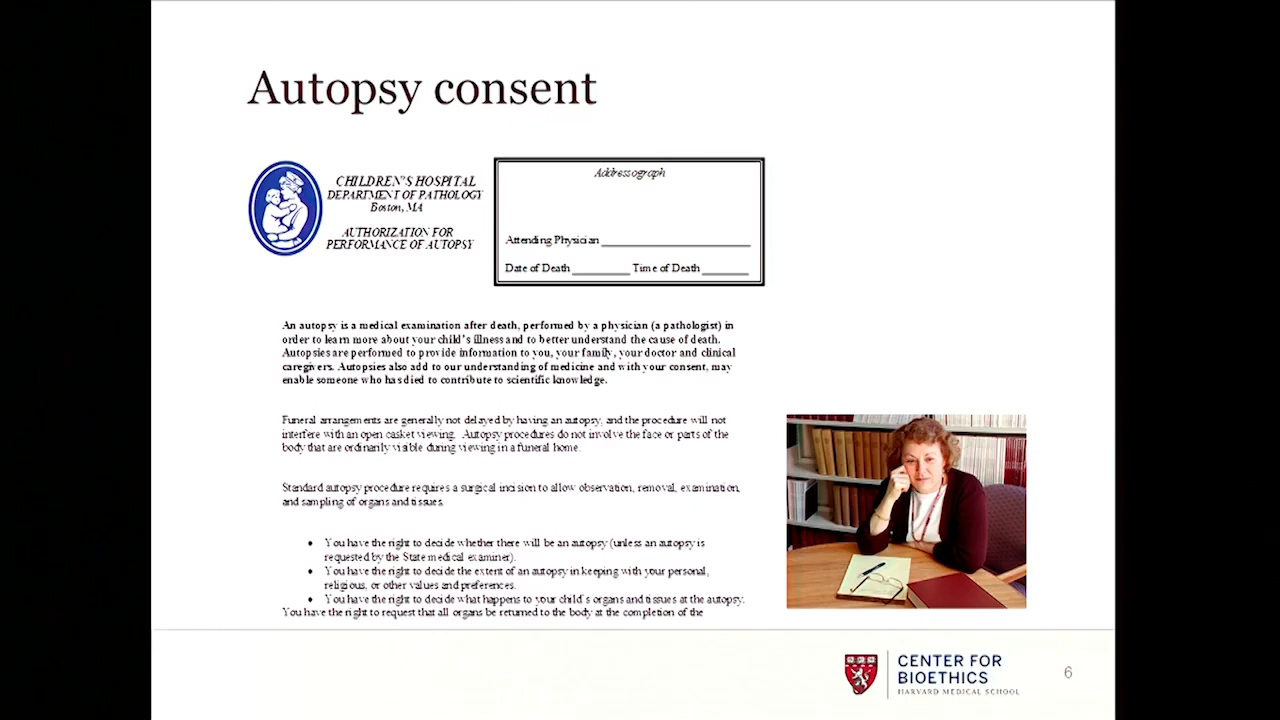 Autopsy consent
CHILDREN'S HOSPITAL
DEPARTMENT OF PATHOLOGY
Boston, MA
AUTHORIZATION FOR
PERFORMANCE OF AUTOPSY
Addressograph
Attending Physician
Date of Death Time of Death
An autopsy is a medical examination after death, performed by a physician (a pathologist) in
order to learn more about your child's illness and to better understand the cause of death.
Autopsies are performed to provide information to you, your family, your doctor and clinical
caregivers. Autopsies also add to our understanding of medicine and with your consent, may
enable someone who has died to contribute to scientific knowledge.
Funeral arrangements are generally not delayed by having an autopsy, and the procedure will not
interfere with an open casket viewing. Autopsy procedures do not involve the face or parts of the
body that are ordinarily visible during viewing in a funeral home.
Standard autopsy procedure requires a surgical incision to allow observation, removal, examination,
and sampling of organs and tissues.
• You have the right to decide whether there will be an autopsy (unless an autopsy is
requested by the State medical examiner).
• You have the right to decide the extent of an autopsy in keeping with your personal,
religious, or other values and preferences.
• You have the right to decide what happens to your child's organs and tissues at the autopsy.
You have the right to request that all organs be returned to the body at the completion of the
CENTER FOR
BIOETHICS
HARVARD MEDICAL SCHOOL
6